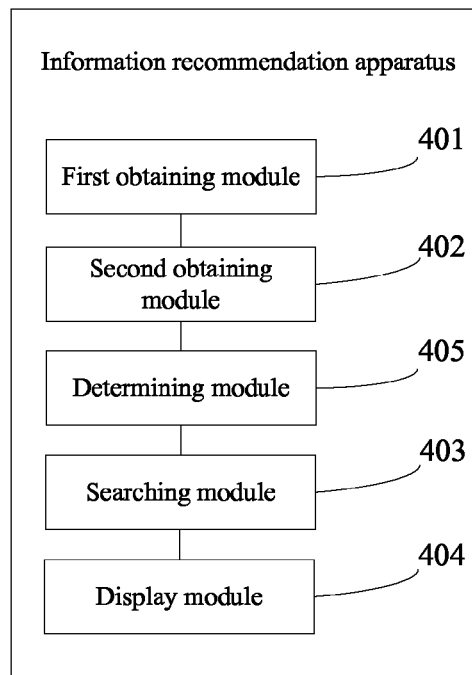 Information recommendation apparatus
401
First obtaining module
402
Second obtaining
module
405
Determining module
403
Searching module
404
Display module